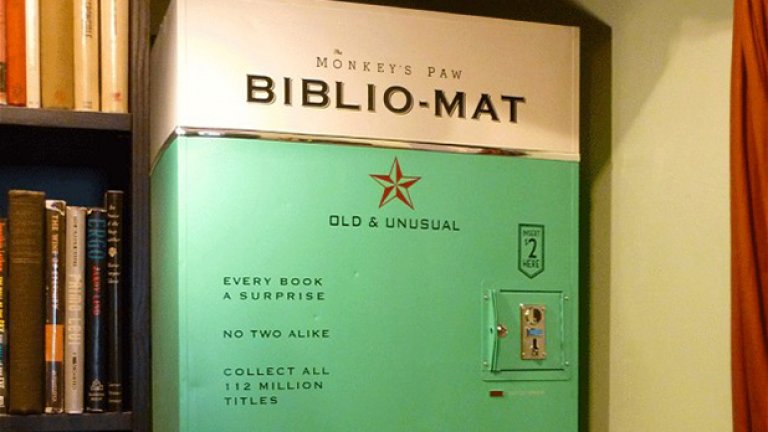 The
MONKEY'S PAW
BIBLIO-MAT
OLD & UNUSUAL
INSERT
$2
HERE
EVERY BOOK
A SURPRISE
NO TWO ALIKE
COLLECT ALL
112 MILLION
TITLES